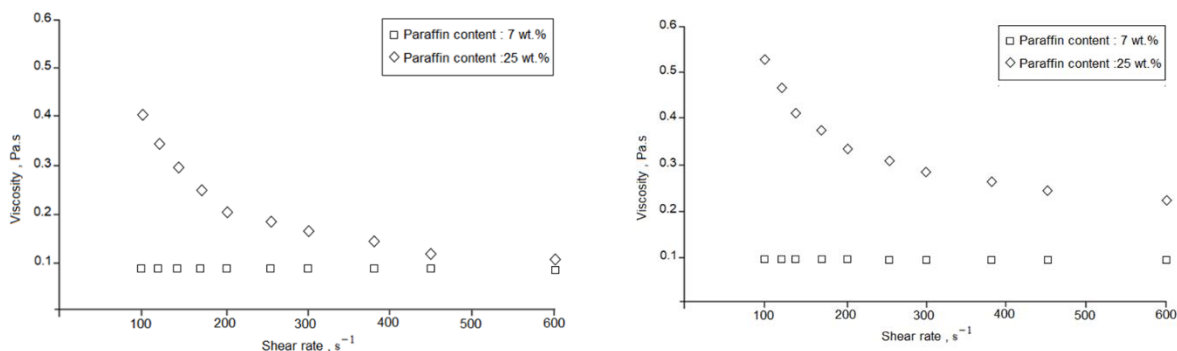 0.6
0.5
0.4
0.3
0.2
0.1
Viscosity , Pa.s
Paraffin content : 7 wt.%
Paraffin content :25 wt.%
100 200 300 400 500 600
Shear rate , s⁻¹
0.6
0.5
0.4
0.3
0.2
0.1
Viscosity , Pa.s
Paraffin content : 7 wt.%
Paraffin content :25 wt.%
100 200 300 400 500 600
Shear rate , s⁻¹